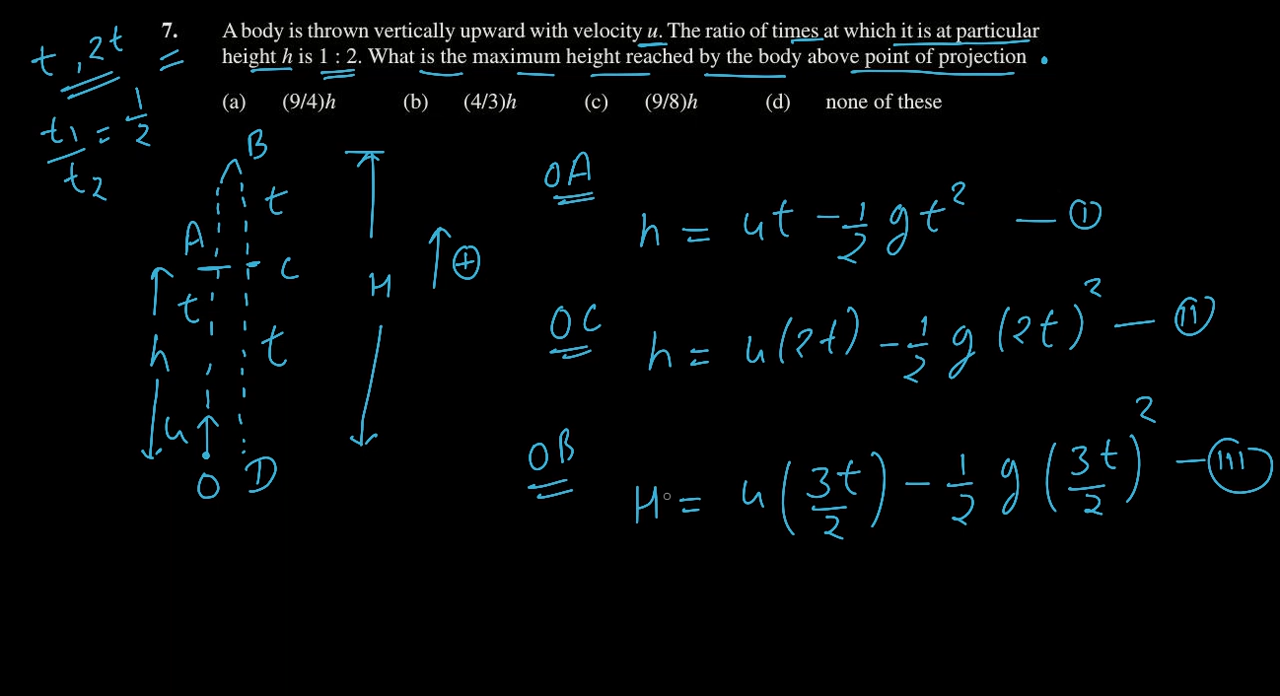 7. A body is thrown vertically upward with velocity u. The ratio of times at which it is at particular
height h is 1 : 2. What is the maximum height reached by the body above point of projection .
(a) (9/4)h (b) (4/3)h (c) (9/8)h (d) none of these
t , 2t
t1/t2 = 1/2
B
t
A
C
t
t
h
u
O
D
H
↑ ⊕
OA
h = ut - 1/2 gt² — (I)
OC
h = u(2t) - 1/2 g(2t)² — (II)
OB
H = u(3t/2) - 1/2 g(3t/2)² — (III)